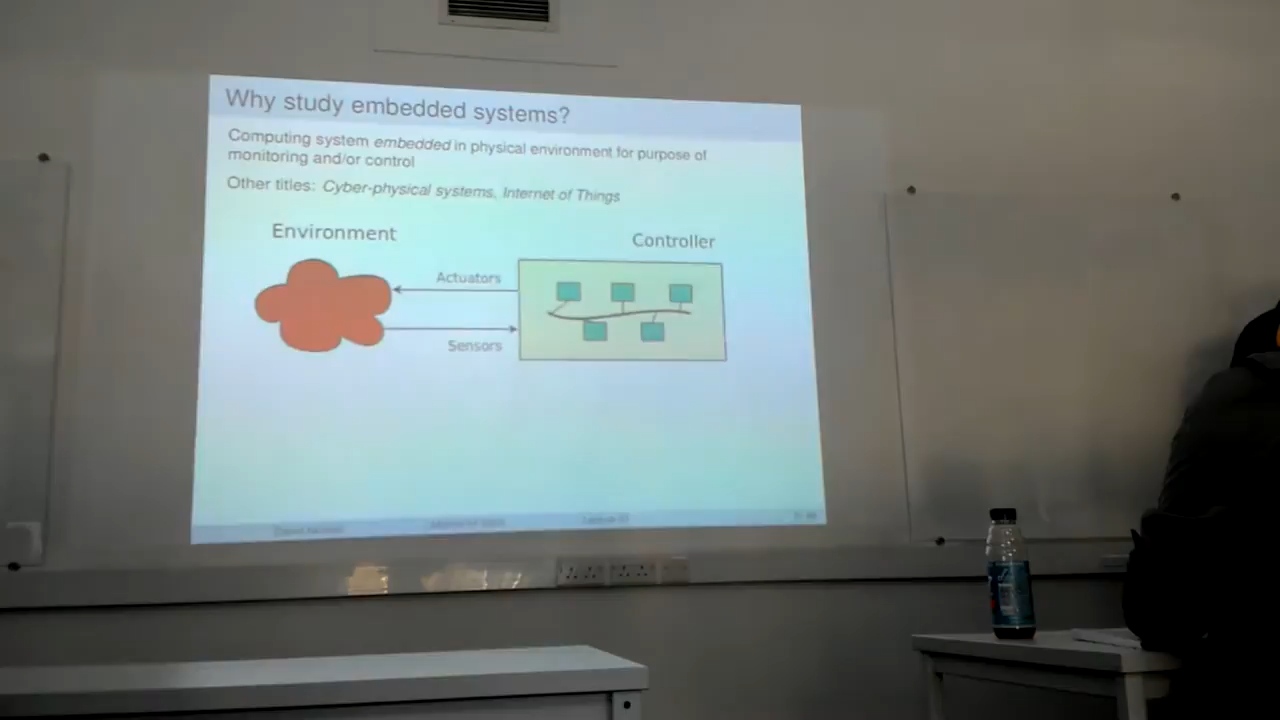 Why study embedded systems?
Computing system embedded in physical environment for purpose of
monitoring and/or control
Other titles: Cyber-physical systems, Internet of Things
Environment
Controller
Actuators
Sensors